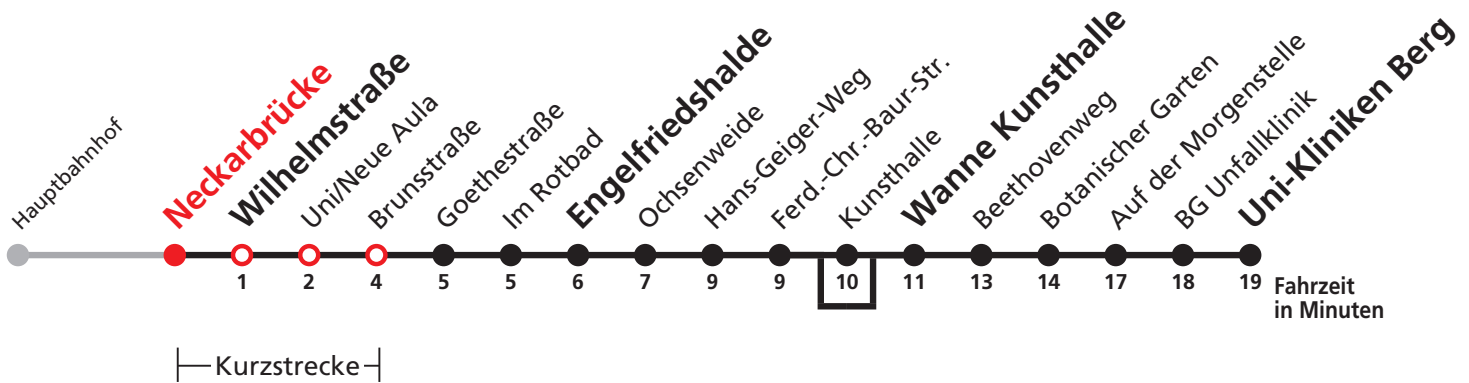 Hauptbahnhof
Neckarbrücke
Wilhelmstraße
Uni/Neue Aula
Brunsstraße
Goethestraße
Im Rotbad
Engelfriedshalde
Ochsenweide
Hans-Geiger-Weg
Ferd.-Chr.-Baur-Str.
Kunsthalle
Wanne Kunsthalle
Beethovenweg
Botanischer Garten
Auf der Morgenstelle
BG Unfallklinik
Uni-Kliniken Berg
1 2 4 5 5 6 7 9 9 10 11 13 14 17 18 19 Fahrzeit
in Minuten
Kurzstrecke